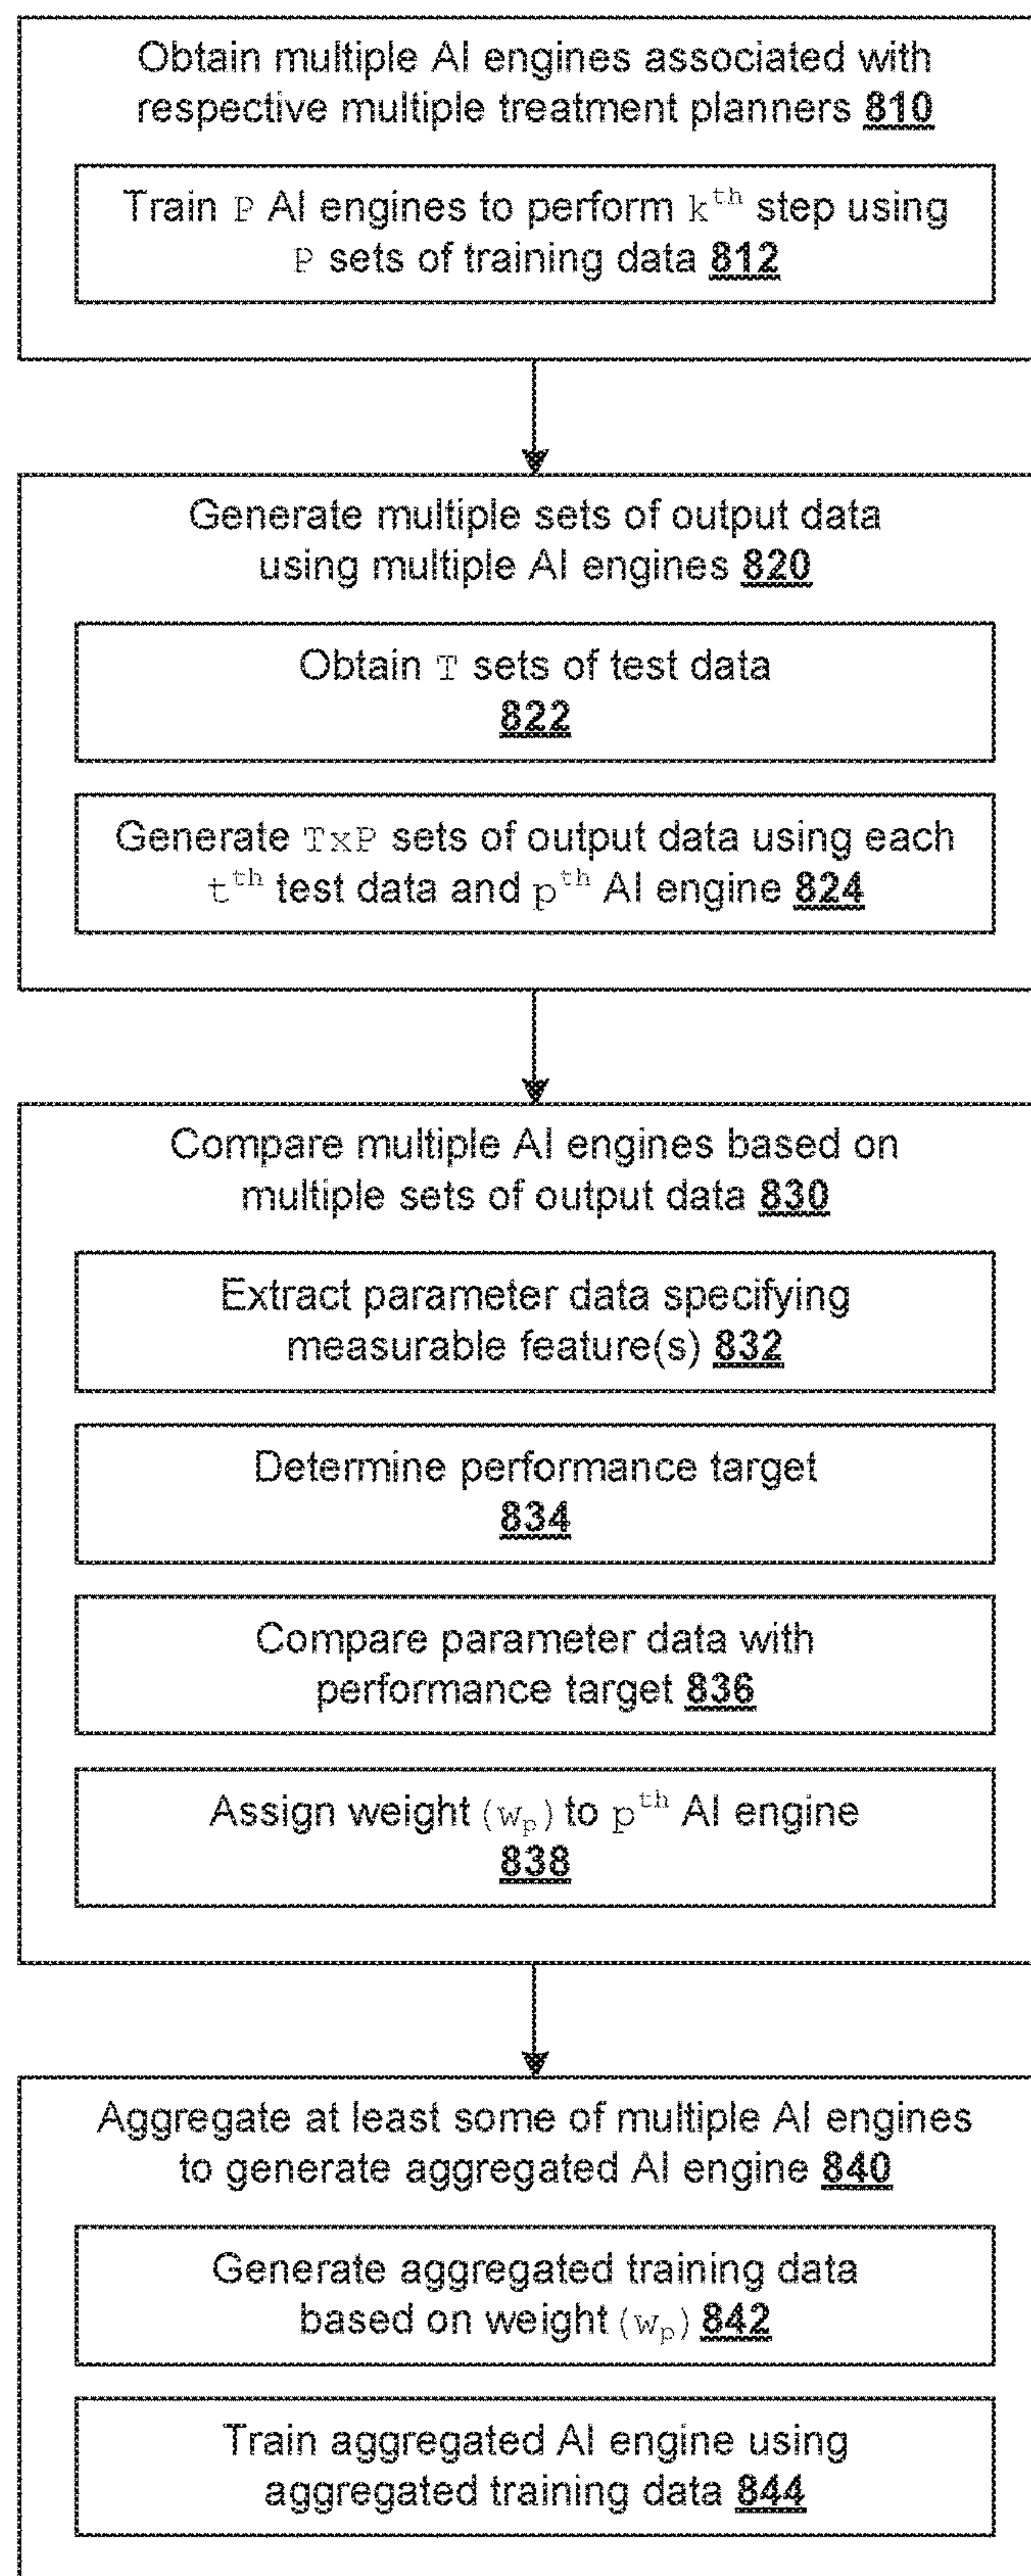 Obtain multiple AI engines associated with
respective multiple treatment planners 810
Train P AI engines to perform kth step using
P sets of training data 812
Generate multiple sets of output data
using multiple AI engines 820
Obtain T sets of test data
822
Generate TxP sets of output data using each
tth test data and pth AI engine 824
Compare multiple AI engines based on
multiple sets of output data 830
Extract parameter data specifying
measurable feature(s) 832
Determine performance target
834
Compare parameter data with
performance target 836
Assign weight (wp) to pth AI engine
838
Aggregate at least some of multiple AI engines
to generate aggregated AI engine 840
Generate aggregated training data
based on weight (wp) 842
Train aggregated AI engine using
aggregated training data 844